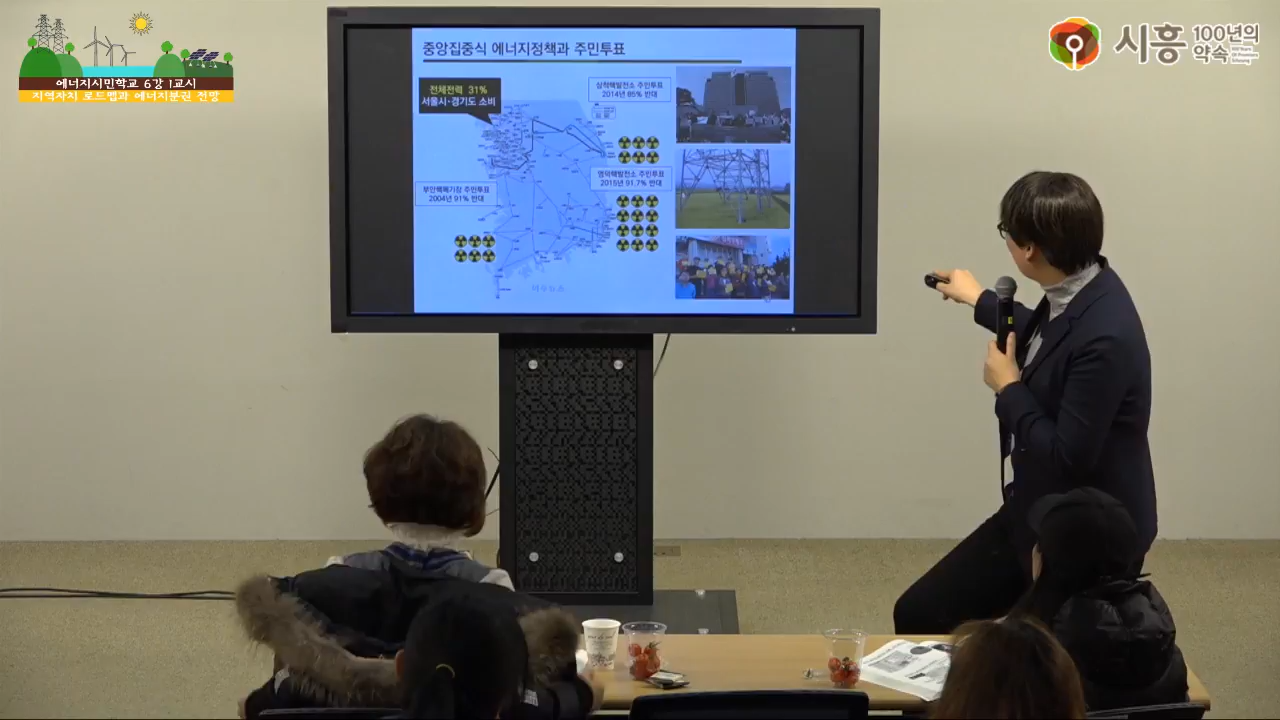 에너지시민학교 6강 1교시
지역자치 로드맵과 에너지분권 전망
시흥 100년의 약속
중앙집중식 에너지정책과 주민투표
전체전력 31%
서울시·경기도 소비
삼척핵발전소 주민투표
2014년 85% 반대
영덕핵발전소 주민투표
2015년 91.7% 반대
부안핵폐기장 주민투표
2004년 91% 반대